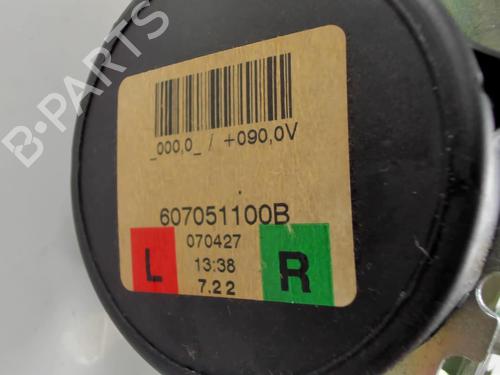 B-PARTS
_000,0_ / +090,0V
607051100B
070427
L 13:38 R
7.2 2